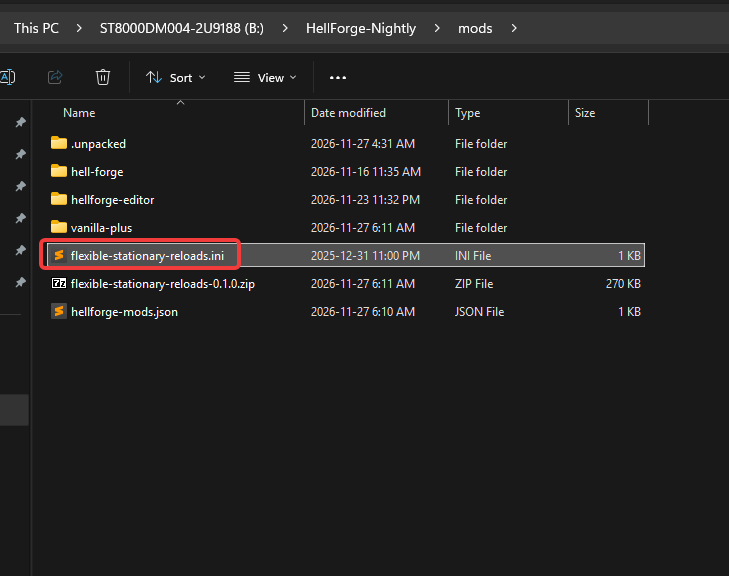 This PC > ST8000DM004-2U9188 (B:) > HellForge-Nightly > mods >
Sort View
Name Date modified Type Size
.unpacked 2026-11-27 4:31 AM File folder
hell-forge 2026-11-16 11:35 AM File folder
hellforge-editor 2026-11-23 11:32 PM File folder
vanilla-plus 2026-11-27 6:11 AM File folder
flexible-stationary-reloads.ini 2025-12-31 11:00 PM INI File 1 KB
flexible-stationary-reloads-0.1.0.zip 2026-11-27 6:11 AM ZIP File 270 KB
hellforge-mods.json 2026-11-27 6:10 AM JSON File 1 KB